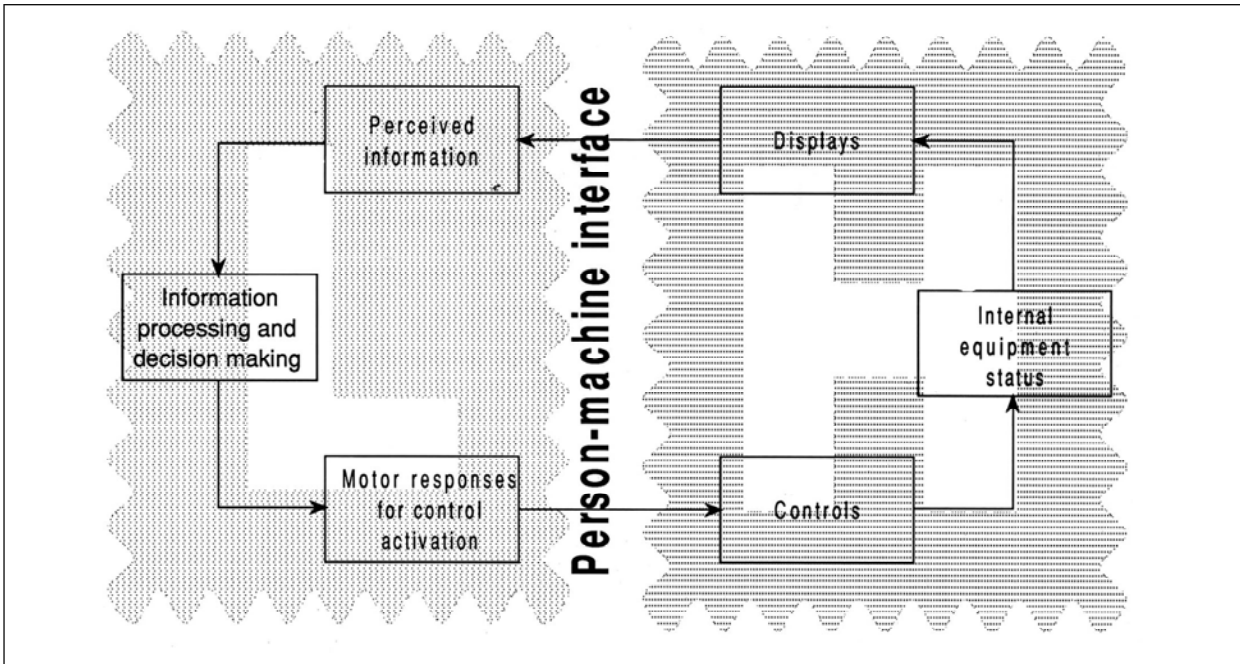 Perceived
information
Displays
Person-machine interface
Information
processing and
decision making
Internal
equipment
status
Motor responses
for control
activation
Controls